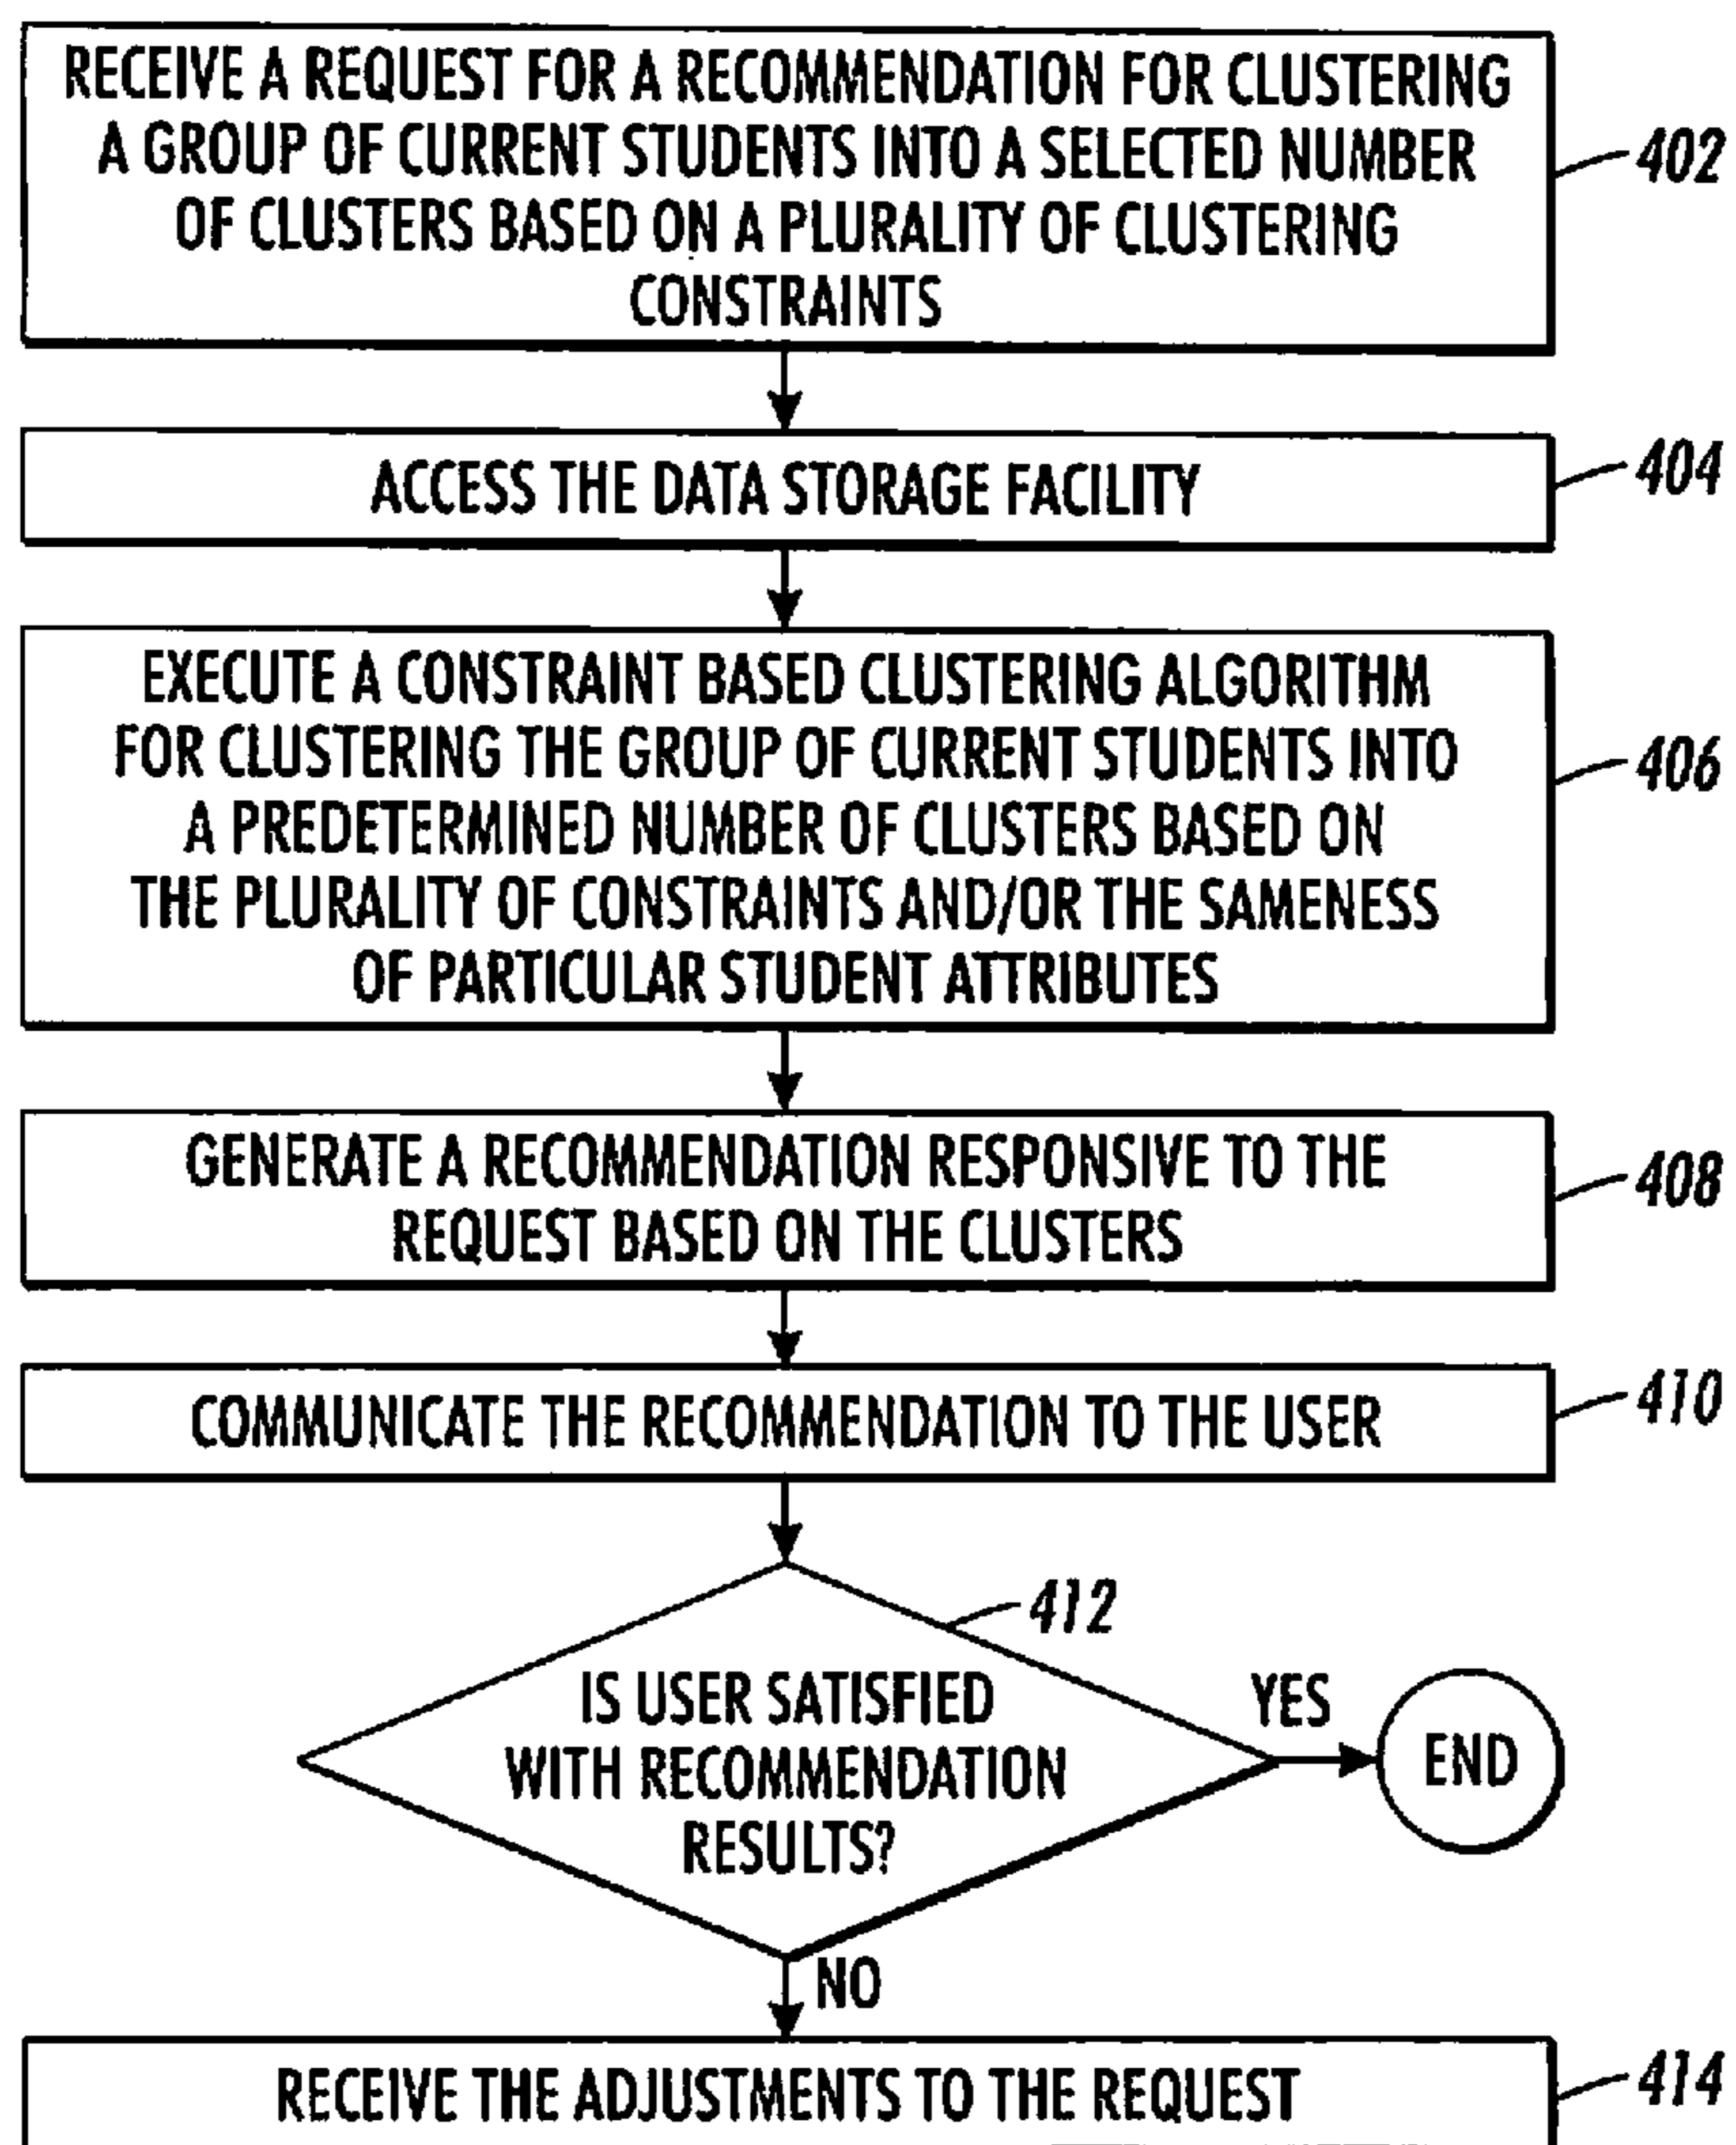 RECEIVE A REQUEST FOR A RECOMMENDATION FOR CLUSTERING
A GROUP OF CURRENT STUDENTS INTO A SELECTED NUMBER
OF CLUSTERS BASED ON A PLURALITY OF CLUSTERING
CONSTRAINTS
402
ACCESS THE DATA STORAGE FACILITY
404
EXECUTE A CONSTRAINT BASED CLUSTERING ALGORITHM
FOR CLUSTERING THE GROUP OF CURRENT STUDENTS INTO
A PREDETERMINED NUMBER OF CLUSTERS BASED ON
THE PLURALITY OF CONSTRAINTS AND/OR THE SAMENESS
OF PARTICULAR STUDENT ATTRIBUTES
406
GENERATE A RECOMMENDATION RESPONSIVE TO THE
REQUEST BASED ON THE CLUSTERS
408
COMMUNICATE THE RECOMMENDATION TO THE USER
410
412
IS USER SATISFIED
WITH RECOMMENDATION
RESULTS?
YES
END
NO
RECEIVE THE ADJUSTMENTS TO THE REQUEST
414